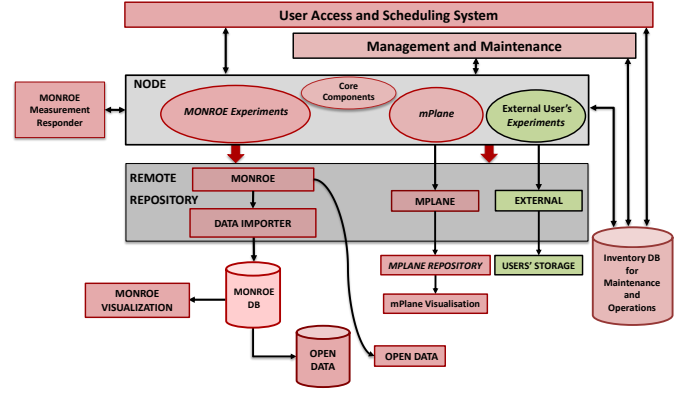 User Access and Scheduling System
Management and Maintenance
NODE
MONROE
Measurement
Responder
MONROE Experiments
Core
Components
mPlane
External User's
Experiments
REMOTE
REPOSITORY
MONROE
DATA IMPORTER
MPLANE
EXTERNAL
MPLANE REPOSITORY
USERS' STORAGE
mPlane Visualisation
Inventory DB
for
Maintenance
and
Operations
MONROE
VISUALIZATION
MONROE
DB
OPEN
DATA
OPEN DATA